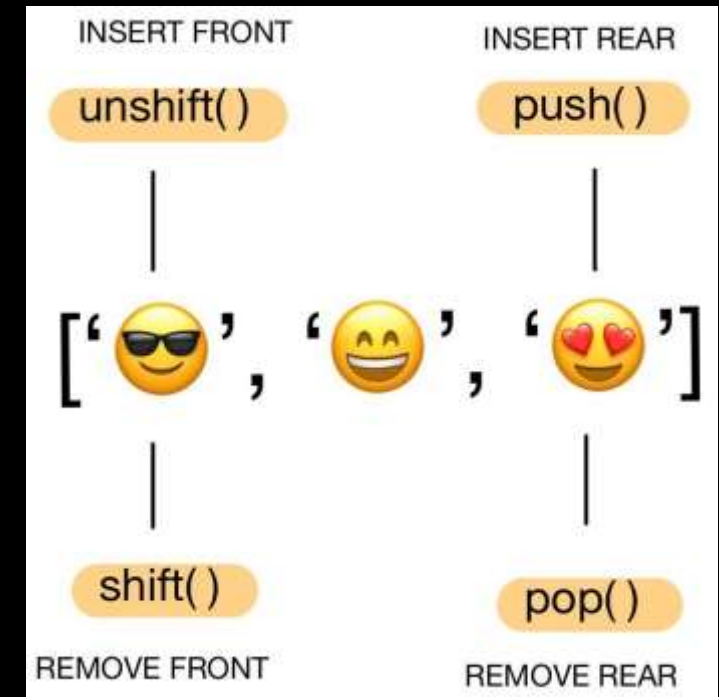 INSERT FRONT
INSERT REAR
unshift( )
push( )
['😎', '😄', '😍']
shift( )
pop( )
REMOVE FRONT
REMOVE REAR